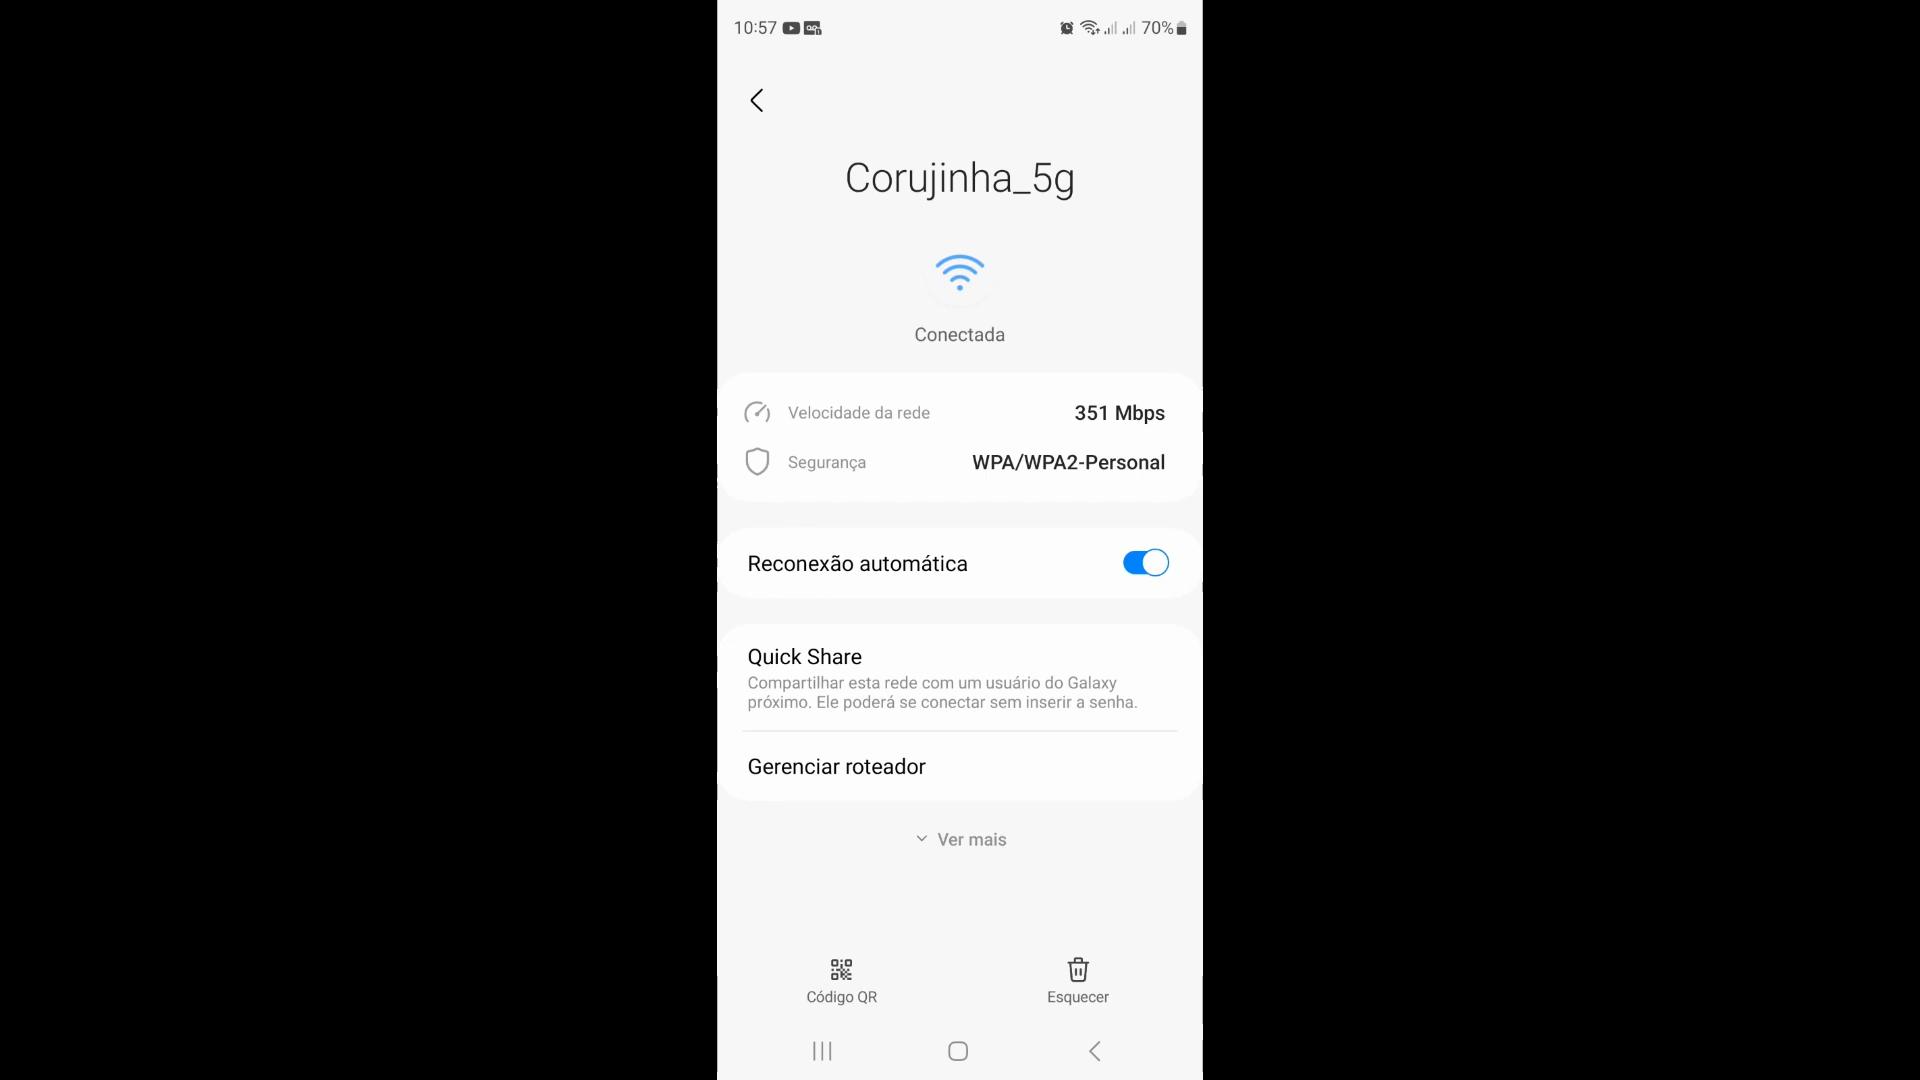 10:57
70%
Corujinha_5g
Conectada
Velocidade da rede 351 Mbps
Segurança WPA/WPA2-Personal
Reconexão automática
Quick Share
Compartilhar esta rede com um usuário do Galaxy
próximo. Ele poderá se conectar sem inserir a senha.
Gerenciar roteador
Ver mais
Código QR Esquecer